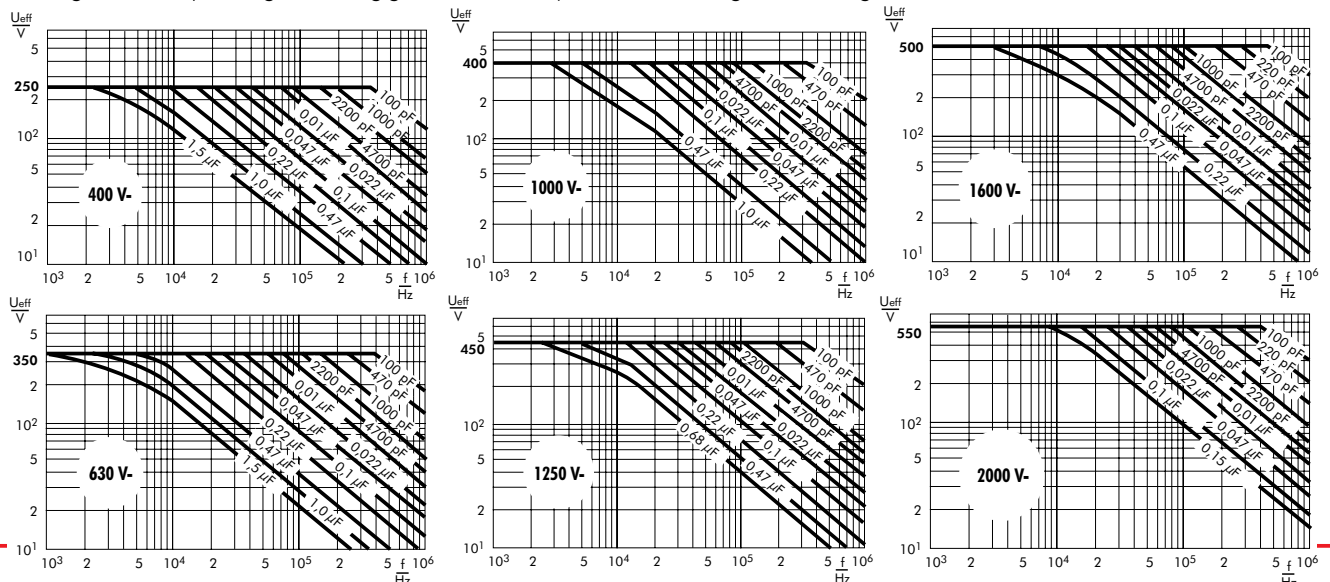 Ueff
V
5
250
2
10²
5
2
10¹
10³ 2 5 10⁴ 2 5 10⁵ 2 5 10⁶
f
Hz
400 V-
100 pF
1000 pF
2200 pF
4700 pF
0,01 µF
0,022 µF
0,047 µF
0,1 µF
0,22 µF
0,47 µF
1,0 µF
1,5 µF
Ueff
V
5
400
2
10²
5
2
10¹
10³ 2 5 10⁴ 2 5 10⁵ 2 5 10⁶
f
Hz
1000 V-
100 pF
470 pF
1000 pF
2200 pF
4700 pF
0,01 µF
0,022 µF
0,047 µF
0,1 µF
0,22 µF
0,47 µF
1,0 µF
Ueff
V
500
5
2
10²
5
2
10¹
10³ 2 5 10⁴ 2 5 10⁵ 2 5 10⁶
f
Hz
1600 V-
100 pF
220 pF
470 pF
1000 pF
2200 pF
4700 pF
0,01 µF
0,022 µF
0,047 µF
0,1 µF
0,22 µF
0,47 µF
Ueff
V
5
350
2
10²
5
2
10¹
10³ 2 5 10⁴ 2 5 10⁵ 2 5 10⁶
f
Hz
630 V-
100 pF
470 pF
1000 pF
2200 pF
4700 pF
0,01 µF
0,022 µF
0,047 µF
0,1 µF
0,22 µF
0,47 µF
1,0 µF
1,5 µF
Ueff
V
5
450
2
10²
5
2
10¹
10³ 2 5 10⁴ 2 5 10⁵ 2 5 10⁶
f
Hz
1250 V-
100 pF
470 pF
1000 pF
2200 pF
4700 pF
0,01 µF
0,022 µF
0,047 µF
0,1 µF
0,22 µF
0,47 µF
0,68 µF
Ueff
V
550
5
2
10²
5
2
10¹
10³ 2 5 10⁴ 2 5 10⁵ 2 5 10⁶
f
Hz
2000 V-
100 pF
220 pF
470 pF
1000 pF
2200 pF
4700 pF
0,01 µF
0,022 µF
0,047 µF
0,1 µF
0,15 µF